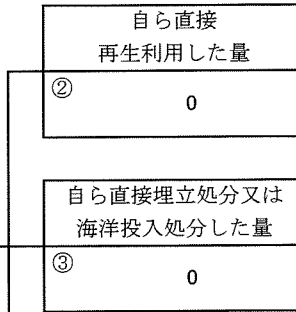 自ら直接
再生利用した量
② 0
自ら直接埋立処分又は
海洋投入処分した量
③ 0